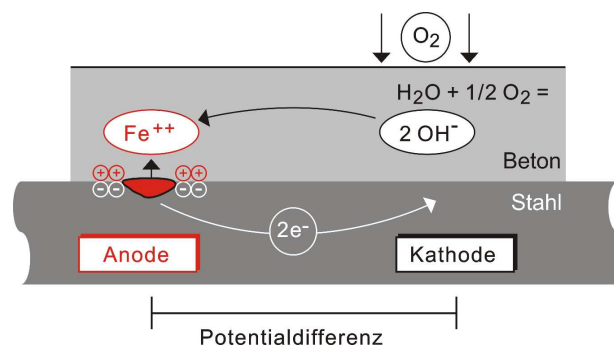 O₂
H₂O + 1/2 O₂ =
Fe⁺⁺
2 OH⁻
Beton
⊕⊕ ⊕⊕
⊖⊖ ⊖⊖
Stahl
2e⁻
Anode
Kathode
Potentialdifferenz